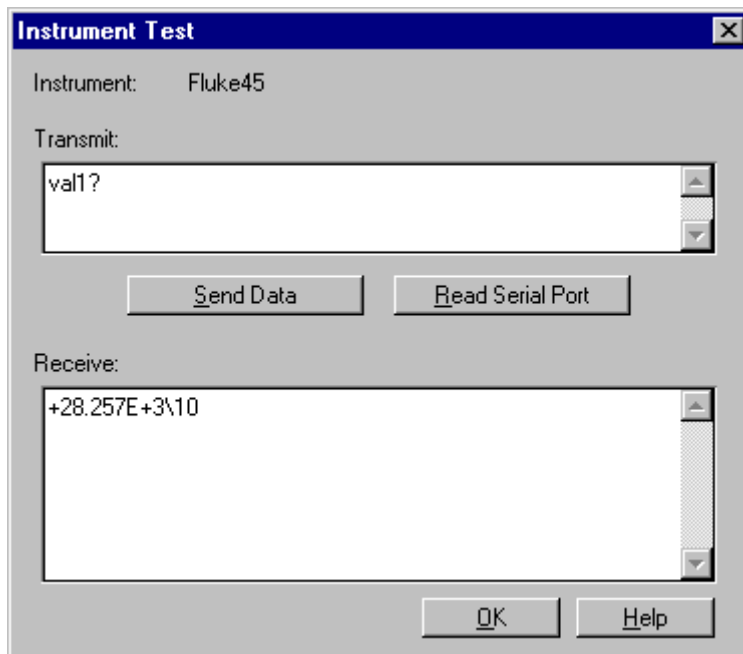 Instrument Test
Instrument: Fluke45
Transmit:
val1?
Send Data Read Serial Port
Receive:
+28.257E+3\10
OK Help